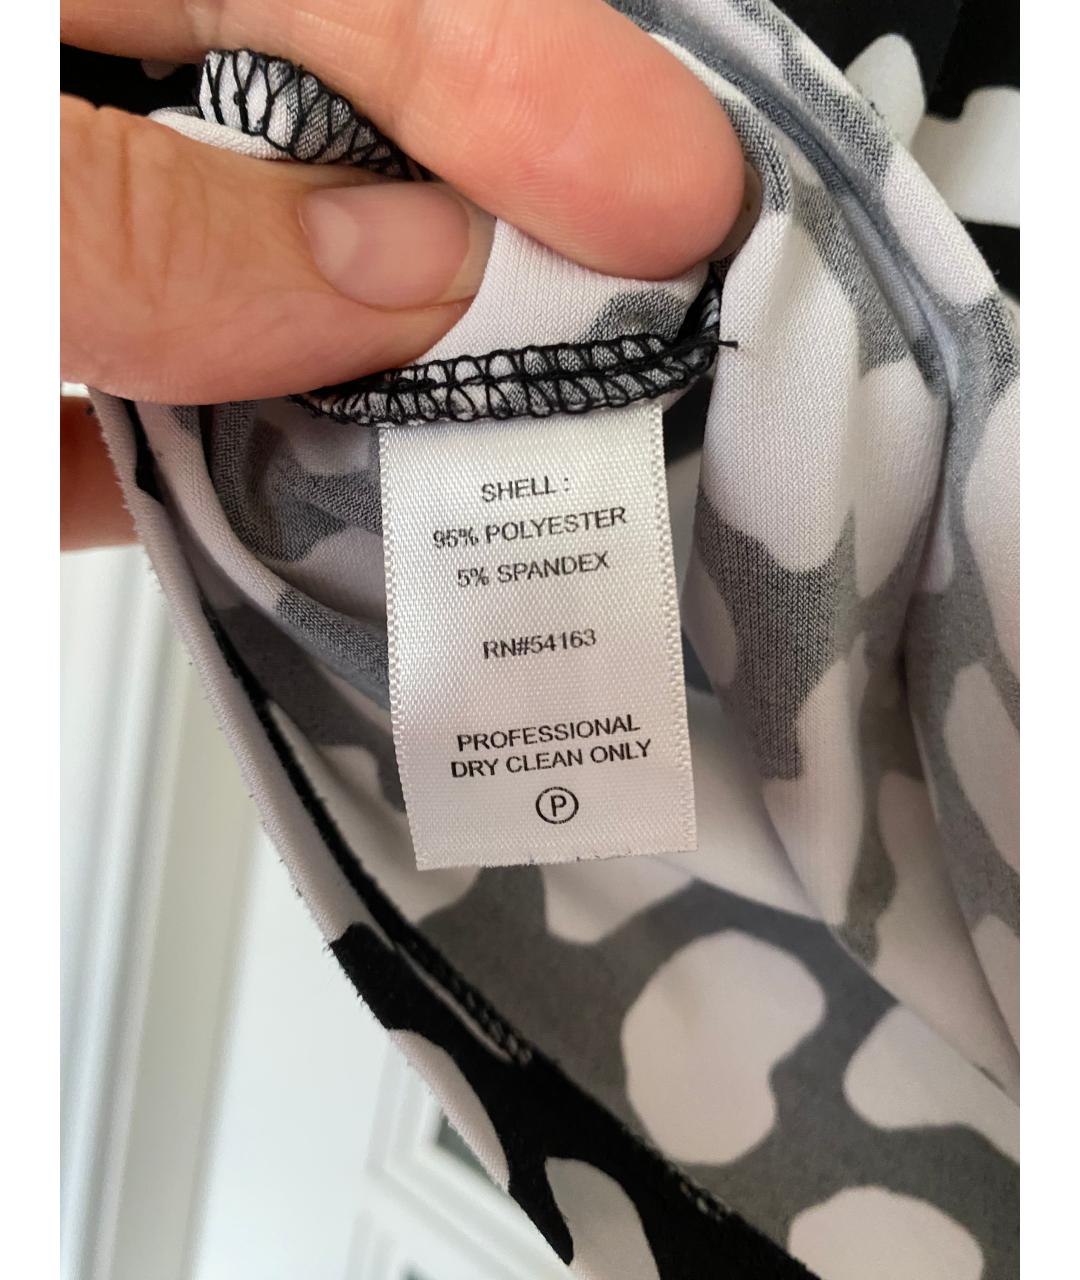 SHELL :
95% POLYESTER
5% SPANDEX
RN#54163
PROFESSIONAL
DRY CLEAN ONLY
P